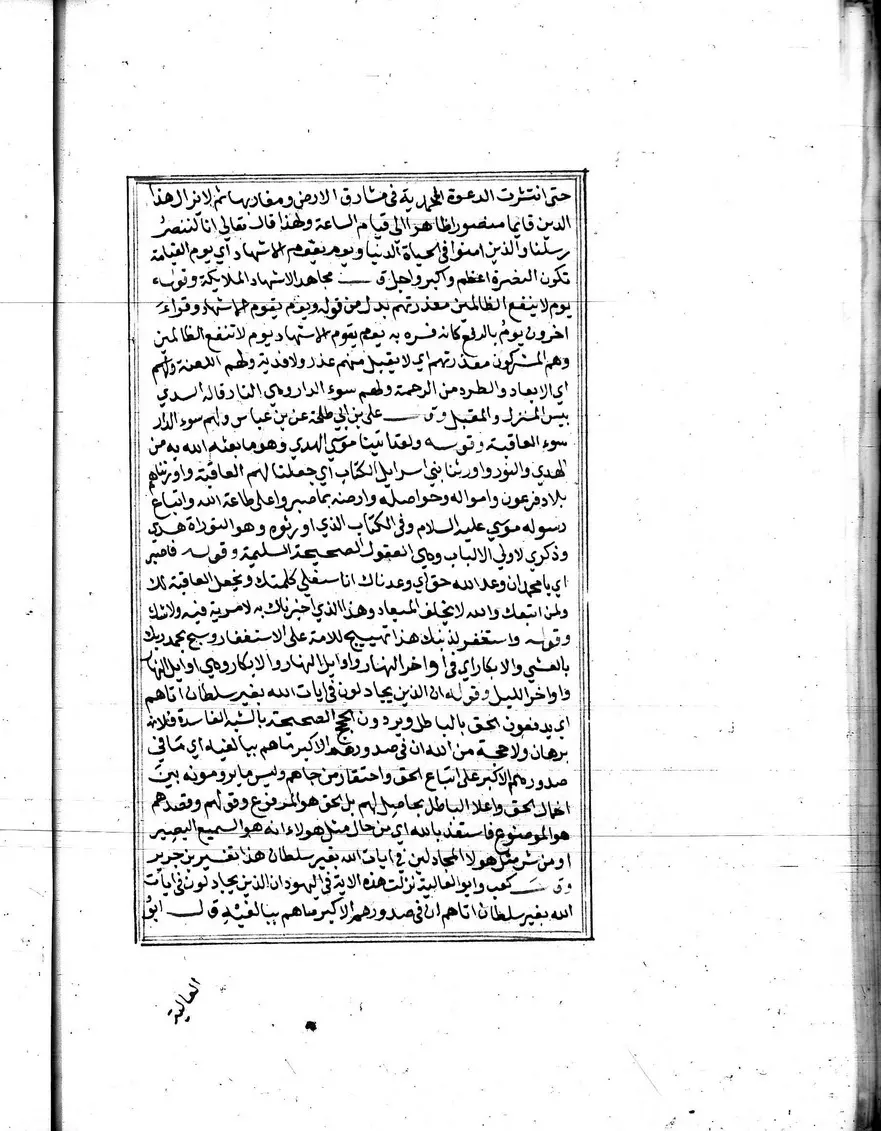 حتى انتشرت الدعوة المحمدية في مشارق الارض ومغاربها ثم لا يزال هذا
الدين قايما منصورا ظاهرا الى قيام الساعة ولهذا قال تعالى انا لننصر
رسلنا والذين امنوا في الحياة الدنيا ويوم يقوم الاشهاد اي يوم القيامة
تكون النصرة اعظم واكبر واجل قال مجاهد الاشهاد الملايكة وقوله
يوم لا ينفع الظالمين معذرتهم بدل من قوله ويوم يقوم الاشهاد وقراء
اخرون يوم بالرفع كانه فسره به يوم يقوم الاشهاد يوم لا تنفع الظالمين
وهم المشركون معذرتهم اي لا يقبل منهم عذر ولا فدية ولهم اللعنة
اي الابعاد والطرد من الرحمة ولهم سوء الدار وهي النار قاله السدي
بيس المنزل والمقيل وقال علي بن ابي طلحة عن بن عباس ولهم سوء الدار
سوء العاقبة وقوله ولقد اتينا موسي الهدي وهو ما بعثه الله به من
الهدي والنور واورثنا بني اسرايل الكتاب اي جعلنا لهم العاقبة واورثناهم
بلاد فرعون وامواله وحواصله وارضه بما صبروا على طاعة الله واتباع
رسوله موسي عليه السلام وفي الكتاب الذي اورثوه وهو التوراة هدي
وذكري لاولي الالباب وهي العقول الصحيحة السليمة وقوله فاصبر
اي يا محمد ان وعد الله حق اي وعدناك انا سنعلي كلمتك ونجعل العاقبة لك
ولمن اتبعك والله لا يخلف الميعاد وهذا الذي اخبرناك به لا مرية فيه ولا شك
وقوله واستغفر لذنبك هذا تهييج للامة على الاستغفار وسبح بحمد ربك
بالعشي والابكار اي في اواخر النهار واوايل النهار والابكار وهي اوايل النهار
واواخر الليل وقوله ان الذين يجادلون في ايات الله بغير سلطان اتاهم
اي يدفعون الحق بالباطل ويردون الحجج الصحيحة بالشبه الفاسدة بلا
برهان ولا حجة من الله ان في صدورهم الا كبر ما هم ببالغيه اي ما في
صدورهم الا كبر على اتباع الحق واحتقار من جاهم وليس ما يرومونه من
اخمال الحق واعلا الباطل بحاصل لهم بل الحق هو المرفوع وقولهم وقصدهم
هو الموضوع فاستعذ بالله اي من حال مثل هولاء انه هو السميع البصير
او من شر مثل هولا المجادلين في ايات الله بغير سلطان هذا تفسير بن جرير
وقال كعب وابو العالية نزلت هذه الاية في اليهود ان الذين يجادلون في ايات
الله بغير سلطان اتاهم ان في صدورهم الا كبر ما هم ببالغيه قال ابو
العالية